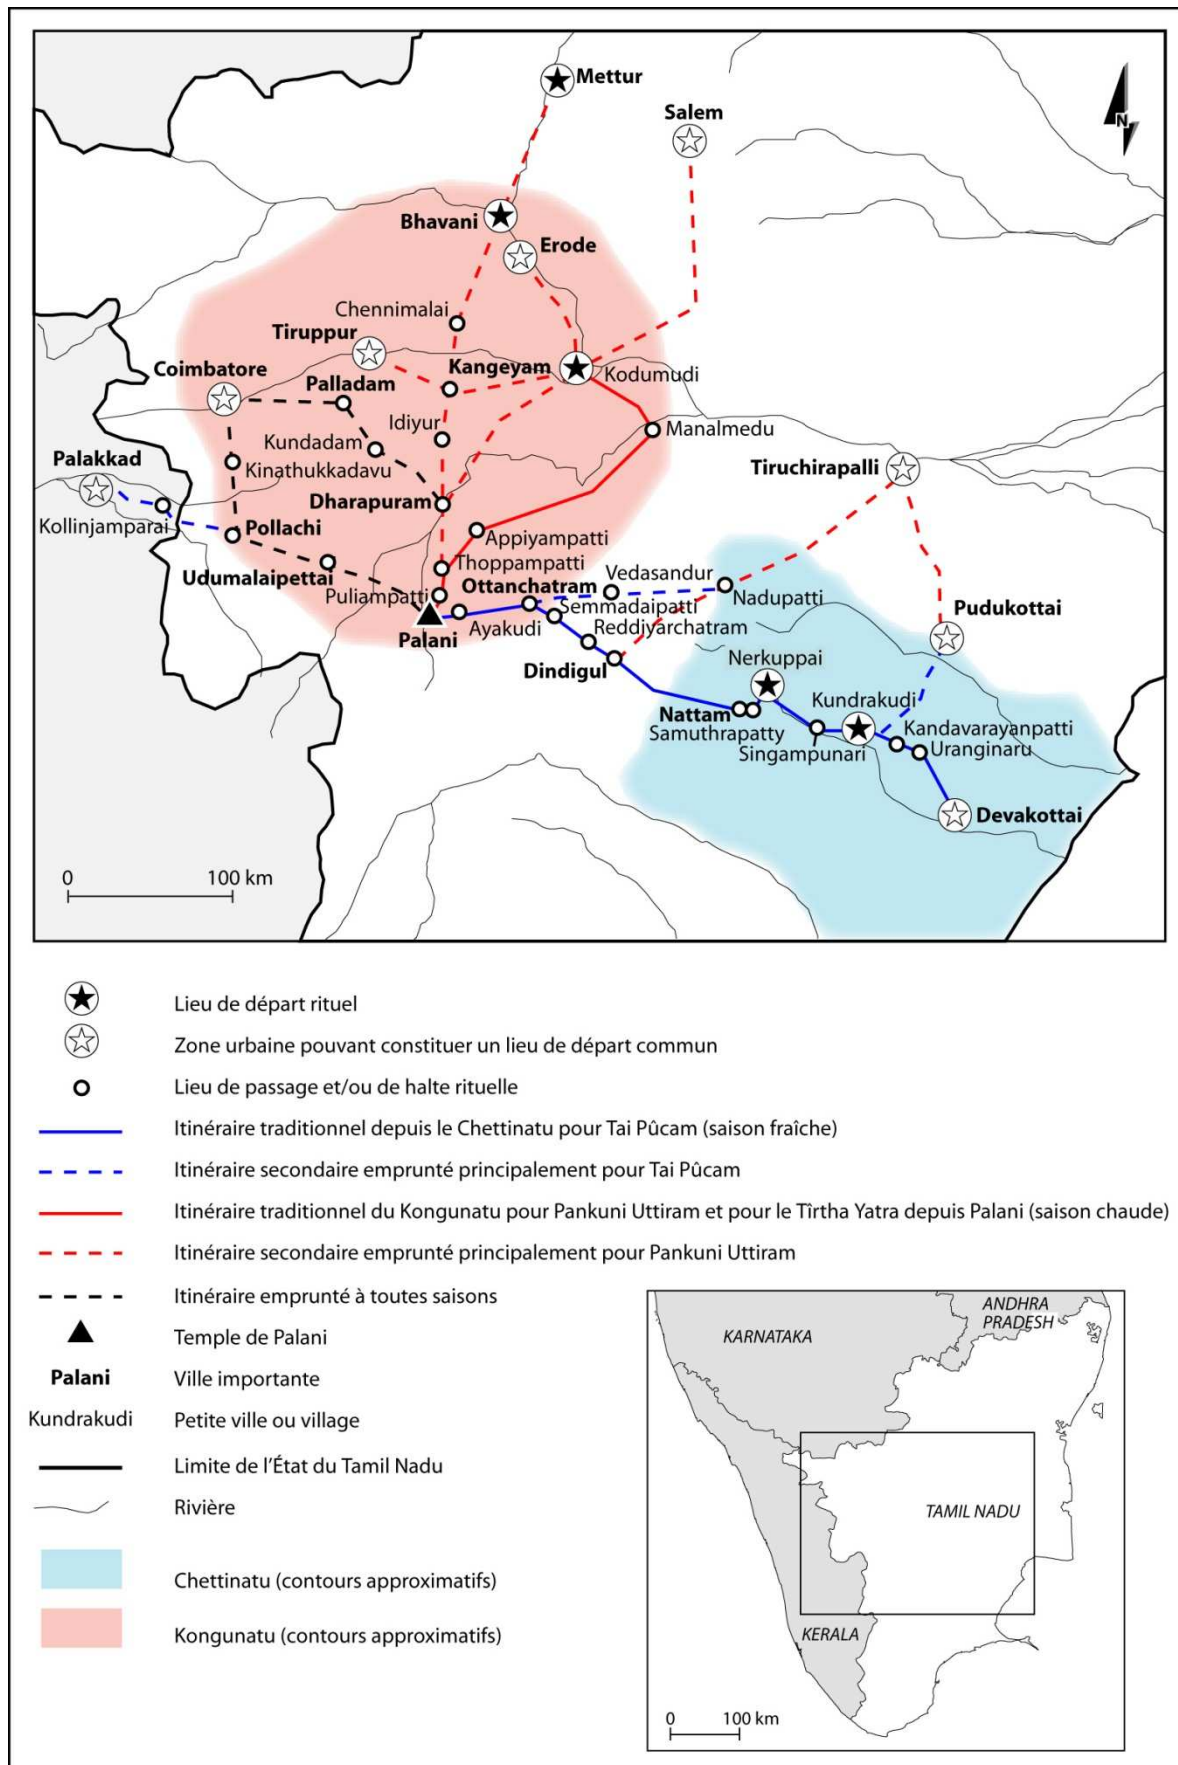 Mettur
Salem
N
Bhavani
Erode
Chennimalai
Tiruppur
Coimbatore
Kangeyam
Kodumudi
Palladam
Idiyur
Manalmedu
Kundadam
Palakkad
Kinathukkadavu
Tiruchirapalli
Dharapuram
Kollinjamparai
Pollachi
Appiyampatti
Thoppampatti
Udumalaipettai
Ottanchatram
Vedasandur
Puliampatti
Nadupatti
Semmadaipatti
Pudukottai
Ayakudi
Reddiyarchatram
Palani
Nerkuppai
Dindigul
Kundrakudi
Nattam
Kandavarayanpatti
Samuthrapatty
Uranginaru
Singampunari
Devakottai
0 100 km
Lieu de départ rituel
Zone urbaine pouvant constituer un lieu de départ commun
Lieu de passage et/ou de halte rituelle
Itinéraire traditionnel depuis le Chettinatu pour Tai Pûcam (saison fraîche)
Itinéraire secondaire emprunté principalement pour Tai Pûcam
Itinéraire traditionnel du Kongunatu pour Pankuni Uttiram et pour le Tîrtha Yatra depuis Palani (saison chaude)
Itinéraire secondaire emprunté principalement pour Pankuni Uttiram
Itinéraire emprunté à toutes saisons
Temple de Palani
Palani Ville importante
Kundrakudi Petite ville ou village
Limite de l'État du Tamil Nadu
Rivière
Chettinatu (contours approximatifs)
Kongunatu (contours approximatifs)
ANDHRA
PRADESH
KARNATAKA
TAMIL NADU
KERALA
0 100 km